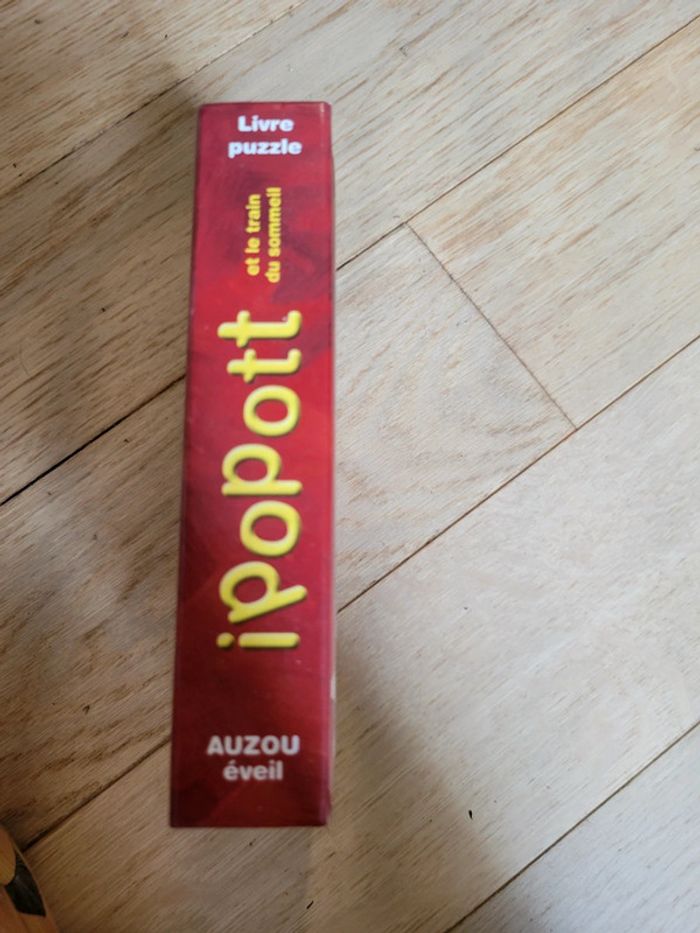 Livre
puzzle
ipopott
et le train
du sommeil
AUZOU
éveil